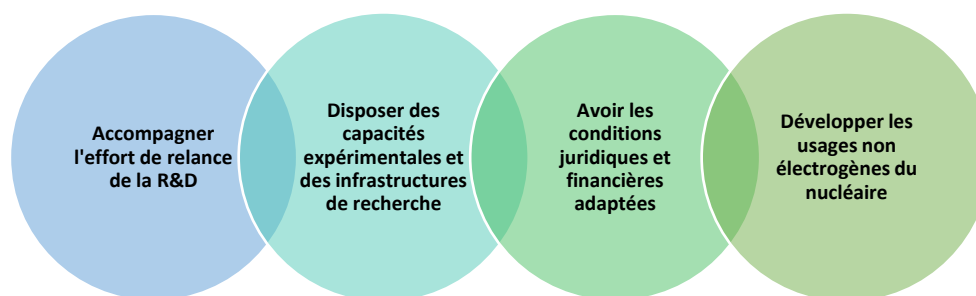 Accompagner
l'effort de relance
de la R&D
Disposer des
capacités
expérimentales et
des infrastructures
de recherche
Avoir les
conditions
juridiques et
financières
adaptées
Développer les
usages non
électrogènes du
nucléaire